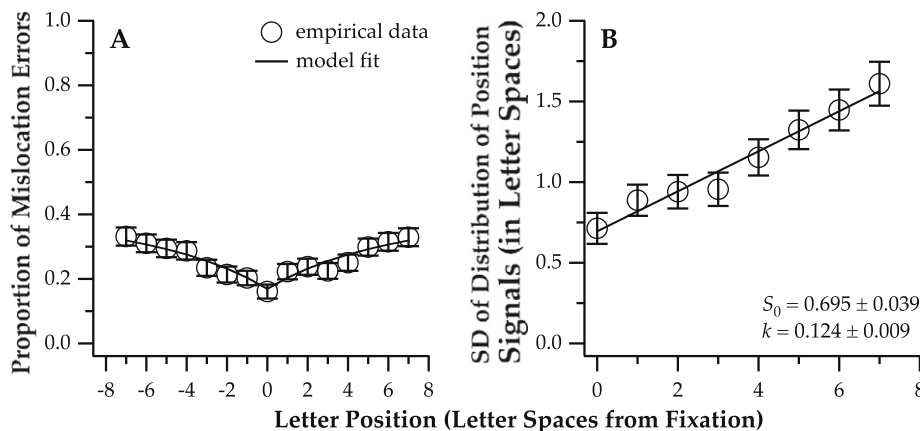 A
empirical data
model fit
Proportion of Mislocation Errors
1.0
0.8
0.6
0.4
0.2
0.0
-8 -6 -4 -2 0 2 4 6 8
B
SD of Distribution of Position
Signals (in Letter Spaces)
2.0
1.5
1.0
0.5
0.0
S₀ = 0.695 ± 0.039
k = 0.124 ± 0.009
0 2 4 6 8
Letter Position (Letter Spaces from Fixation)